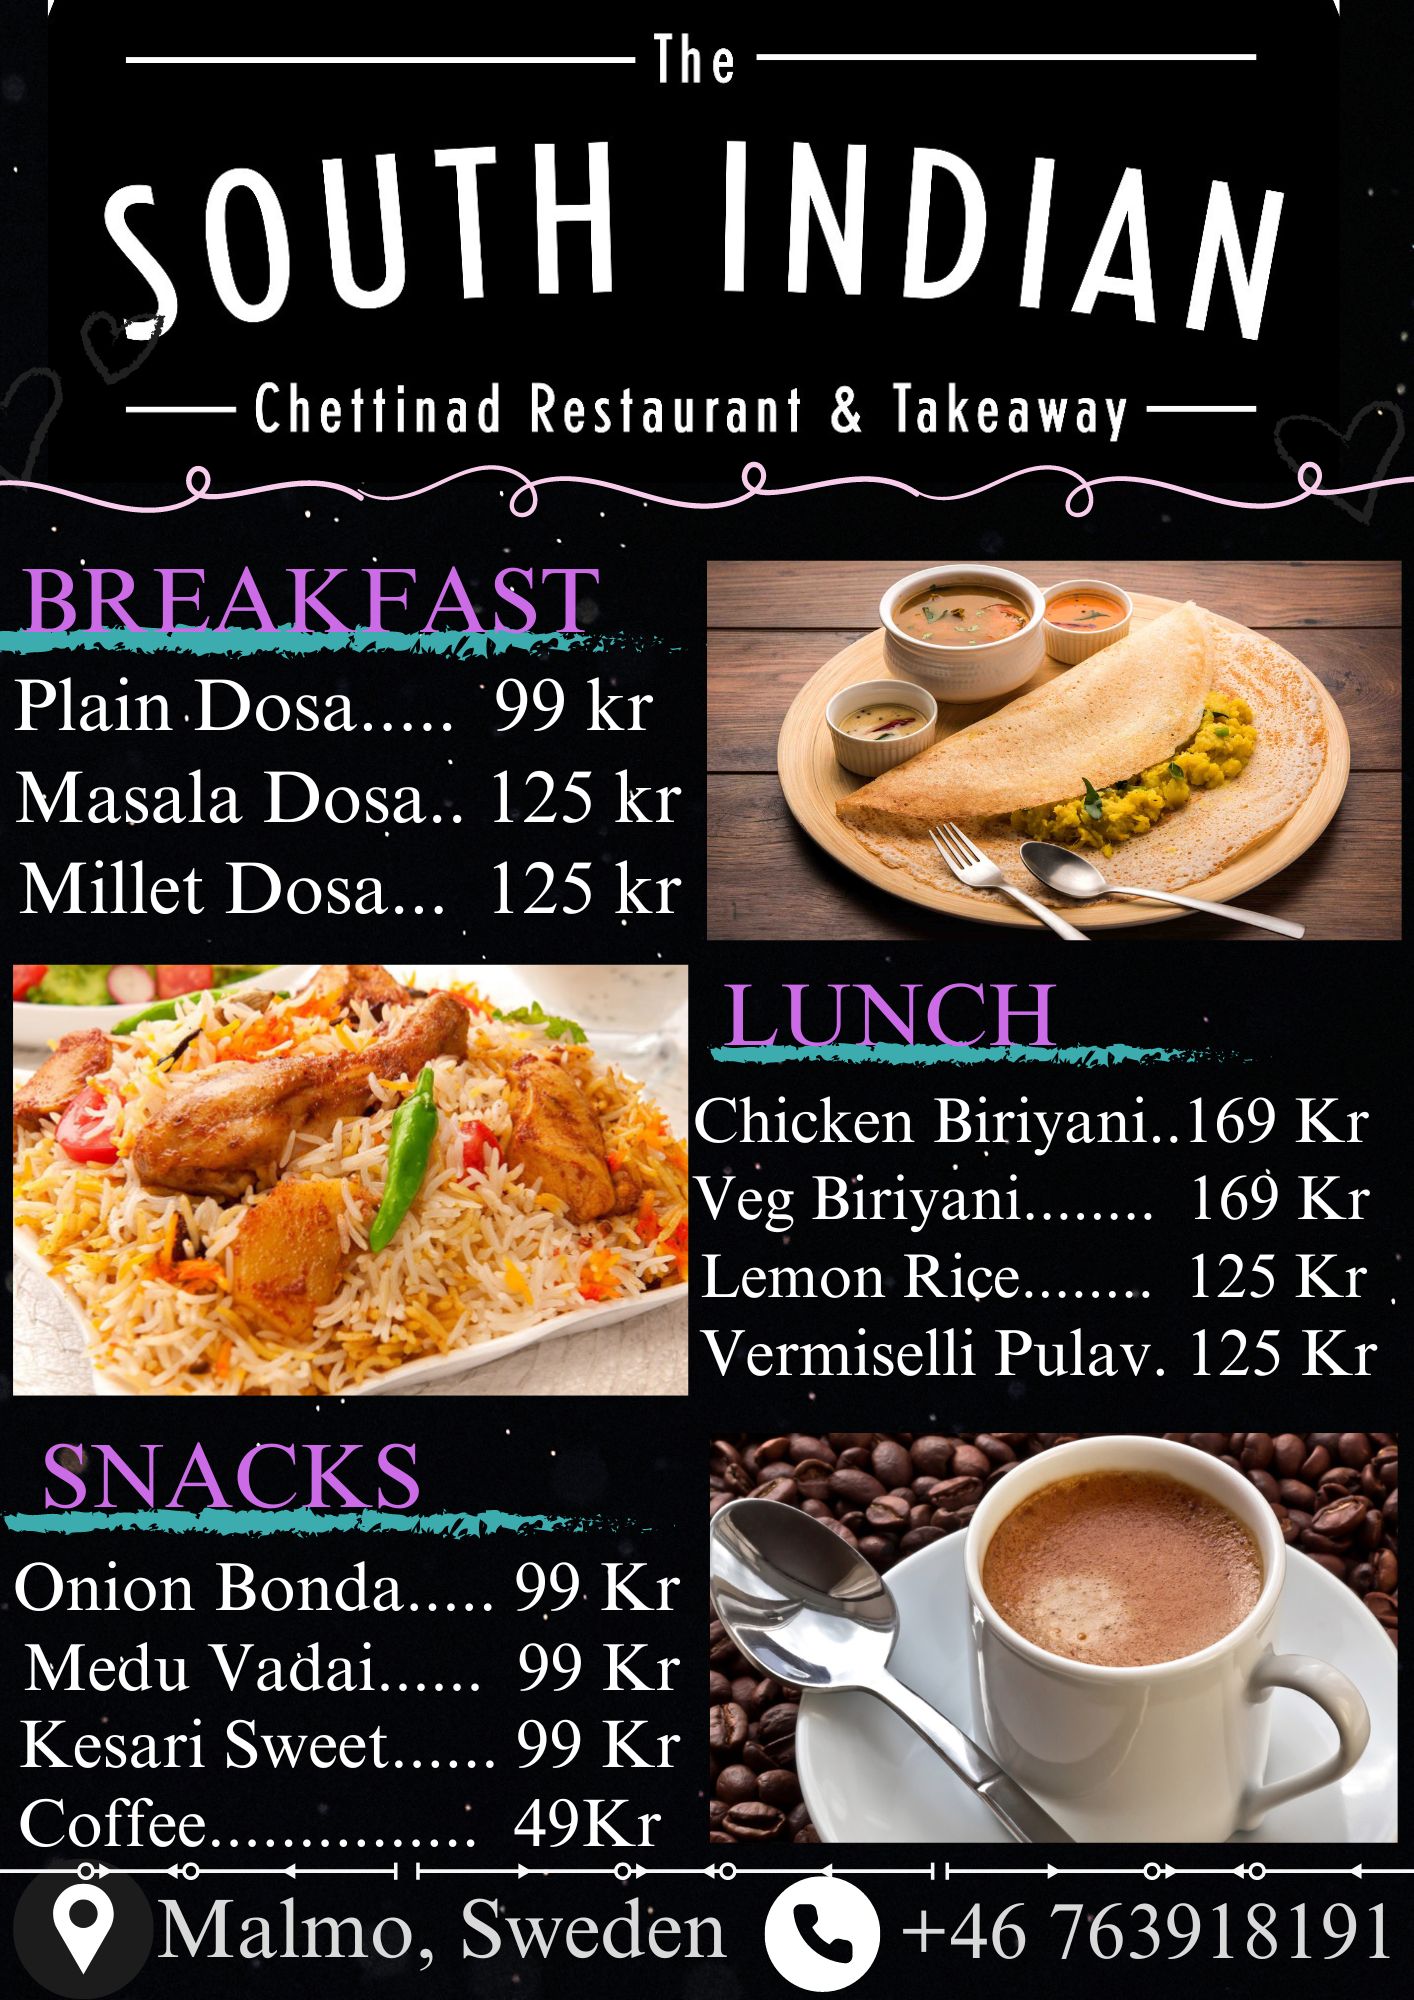 The
SOUTH INDIAN
Chettinad Restaurant & Takeaway
BREAKFAST
Plain Dosa..... 99 kr
Masala Dosa.. 125 kr
Millet Dosa... 125 kr
LUNCH
Chicken Biriyani..169 Kr
Veg Biriyani........ 169 Kr
Lemon Rice........ 125 Kr
Vermiselli Pulav. 125 Kr
SNACKS
Onion Bonda..... 99 Kr
Medu Vadai...... 99 Kr
Kesari Sweet...... 99 Kr
Coffee............... 49Kr
Malmo, Sweden
+46 763918191